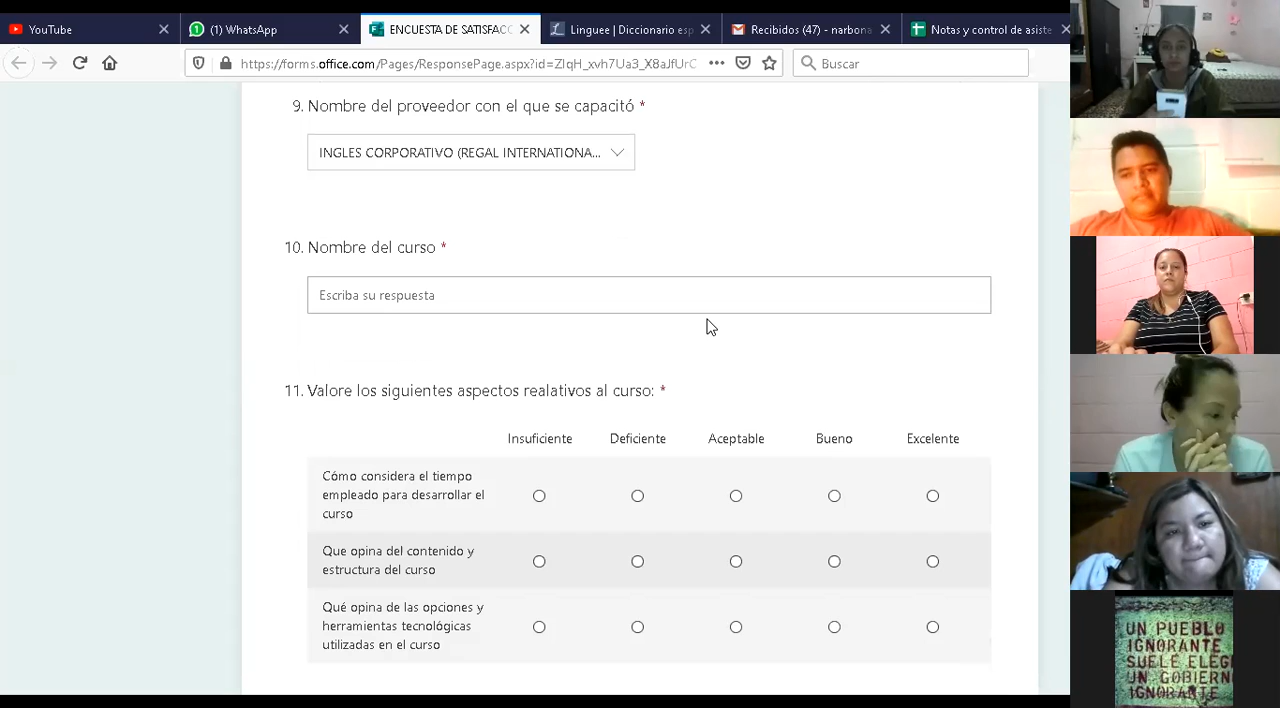 YouTube
(1) WhatsApp
ENCUESTA DE SATISFACC
Linguee | Diccionario esp
Recibidos (47) - narbona
Notas y control de asiste
https://forms.office.com/Pages/ResponsePage.aspx?id=ZIqH_xvh7Ua3_X8aJfUrC
Buscar
9. Nombre del proveedor con el que se capacitó *
INGLES CORPORATIVO (REGAL INTERNATIONA...
10. Nombre del curso *
Escriba su respuesta
11. Valore los siguientes aspectos realativos al curso: *
Insuficiente Deficiente Aceptable Bueno Excelente
Cómo considera el tiempo
empleado para desarrollar el
curso
Que opina del contenido y
estructura del curso
Qué opina de las opciones y
herramientas tecnológicas
utilizadas en el curso
UN PUEBLO
IGNORANTE
SUELE ELEG
UN GOBIERN
IGNORANTE